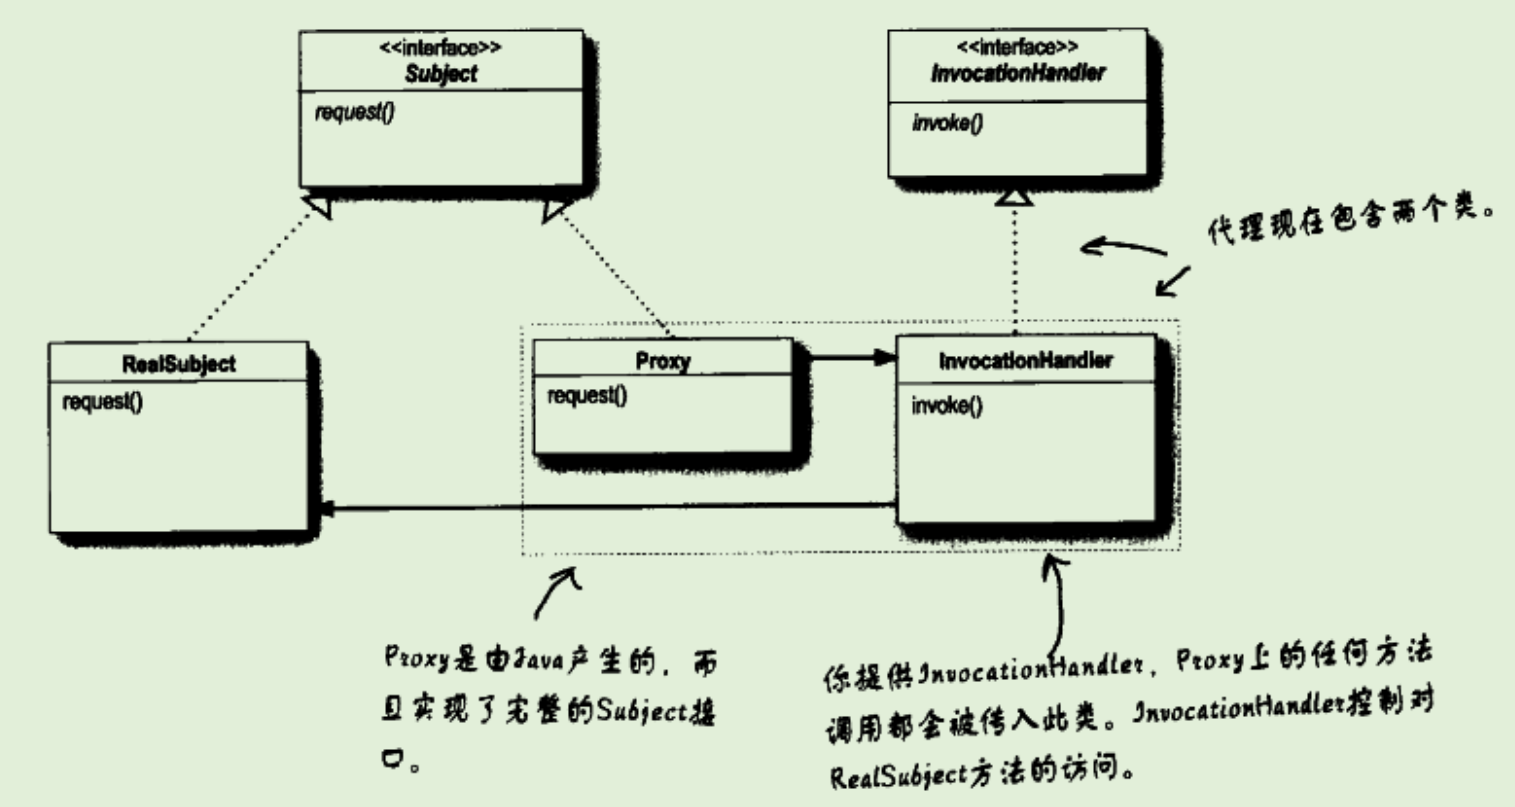 <<interface>>
Subject
request()
<<interface>>
InvocationHandler
invoke()
代理现在包含两个类。
RealSubject
request()
Proxy
request()
InvocationHandler
invoke()
Proxy是由Java产生的，而
且实现了完整的Subject接
口。
你提供InvocationHandler，Proxy上的任何方法
调用都会被传入此类。InvocationHandler控制对
RealSubject方法的访问。